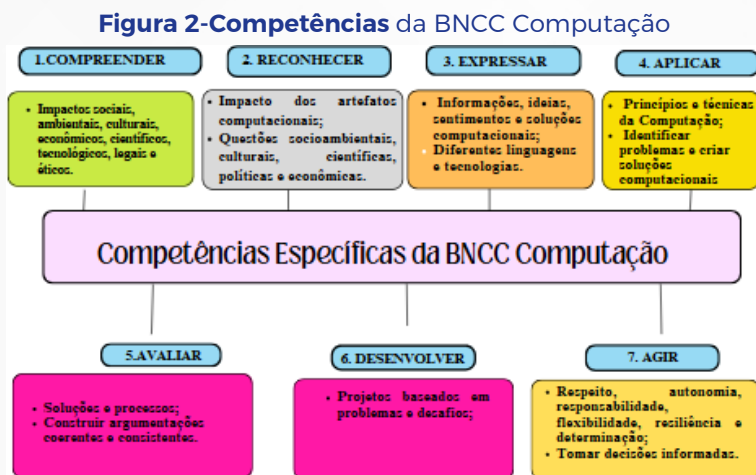 Figura 2-Competências da BNCC Computação
1.COMPREENDER
• Impactos sociais,
ambientais, culturais,
econômicos, científicos,
tecnológicos, legais e
éticos.
2. RECONHECER
• Impacto dos artefatos
computacionais;
• Questões socioambientais,
culturais, científicas,
políticas e econômicas.
3. EXPRESSAR
• Informações, ideias,
sentimentos e soluções
computacionais;
• Diferentes linguagens
e tecnologias.
4. APLICAR
• Princípios e técnicas
da Computação;
• Identificar
problemas e criar
soluções
computacionais
Competências Específicas da BNCC Computação
5.AVALIAR
• Soluções e processos;
• Construir argumentações
coerentes e consistentes.
6. DESENVOLVER
• Projetos baseados em
problemas e desafios;
7. AGIR
• Respeito, autonomia,
responsabilidade,
flexibilidade, resiliência e
determinação;
• Tomar decisões informadas.